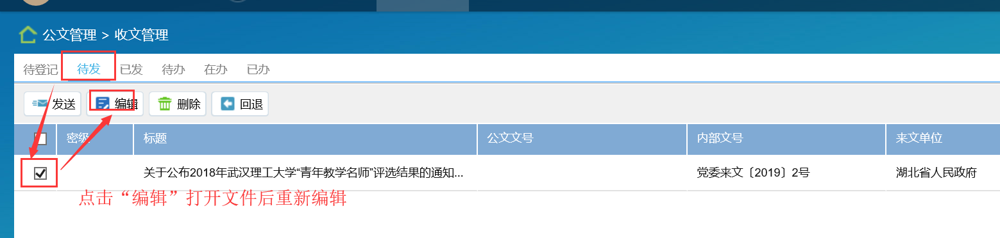 公文管理 > 收文管理
待登记 待发 已发 待办 在办 已办
发送 编辑 删除 回退
密级 标题 公文文号 内部文号 来文单位
关于公布2018年武汉理工大学“青年教学名师”评选结果的通知... 党委来文〔2019〕2号 湖北省人民政府
点击“编辑”打开文件后重新编辑